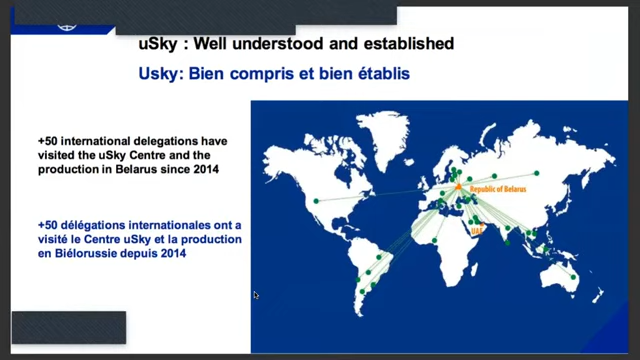 uSky : Well understood and established
Usky: Bien compris et bien établis
+50 international delegations have
visited the uSky Centre and the
production in Belarus since 2014
+50 délégations internationales ont a
visité le Centre uSky et la production
en Biélorussie depuis 2014
Republic of Belarus
UAE